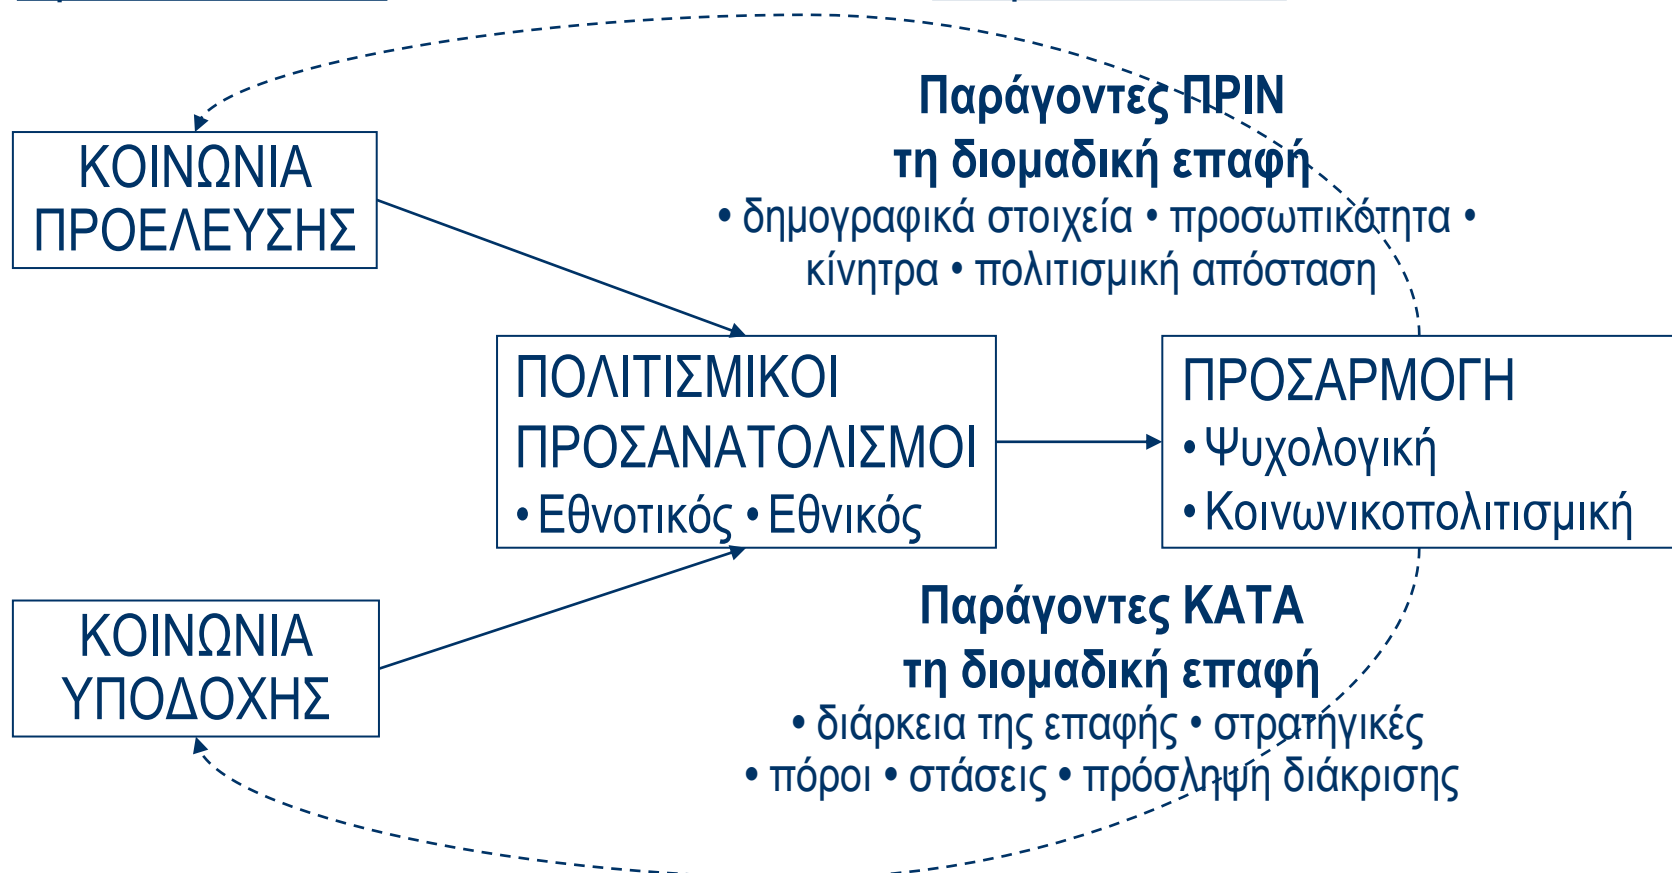 Παράγοντες ΠΡΙΝ
τη διομαδική επαφή
• δημογραφικά στοιχεία • προσωπικότητα •
κίνητρα • πολιτισμική απόσταση
ΚΟΙΝΩΝΙΑ
ΠΡΟΕΛΕΥΣΗΣ
ΠΟΛΙΤΙΣΜΙΚΟΙ
ΠΡΟΣΑΝΑΤΟΛΙΣΜΟΙ
• Εθνοτικός • Εθνικός
ΠΡΟΣΑΡΜΟΓΗ
• Ψυχολογική
• Κοινωνικοπολιτισμική
ΚΟΙΝΩΝΙΑ
ΥΠΟΔΟΧΗΣ
Παράγοντες ΚΑΤΑ
τη διομαδική επαφή
• διάρκεια της επαφής • στρατηγικές
• πόροι • στάσεις • πρόσληψη διάκρισης